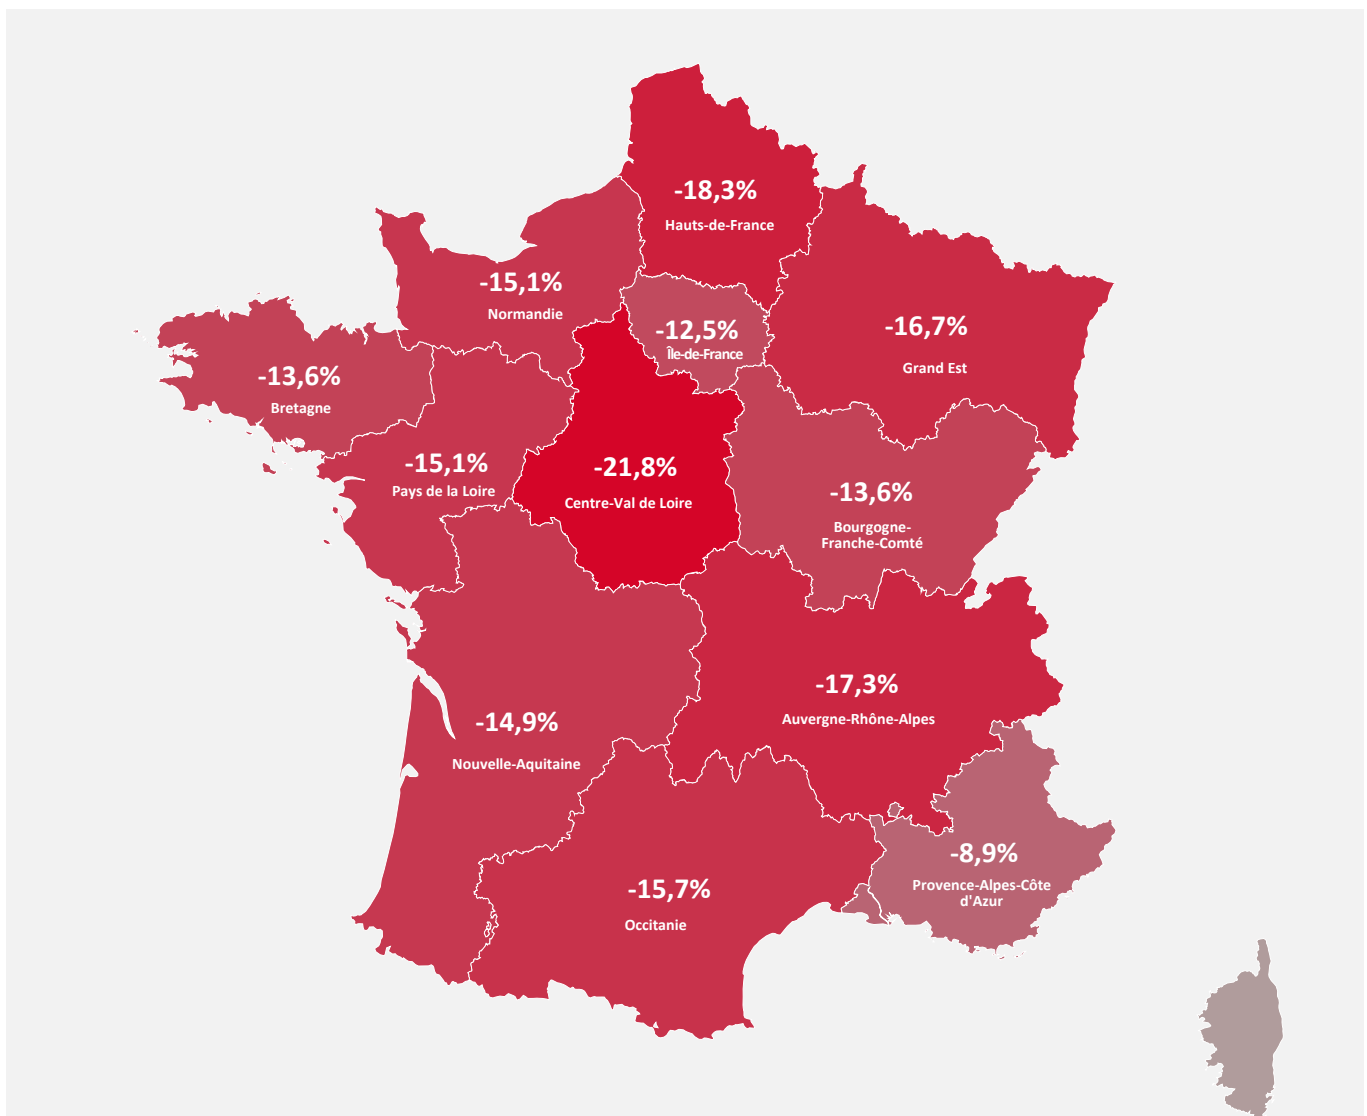 -18,3%
Hauts-de-France
-15,1%
Normandie
-12,5%
Île-de-France
-16,7%
Grand Est
-13,6%
Bretagne
-15,1%
Pays de la Loire
-21,8%
Centre-Val de Loire
-13,6%
Bourgogne-
Franche-Comté
-17,3%
Auvergne-Rhône-Alpes
-14,9%
Nouvelle-Aquitaine
-8,9%
Provence-Alpes-Côte
d'Azur
-15,7%
Occitanie